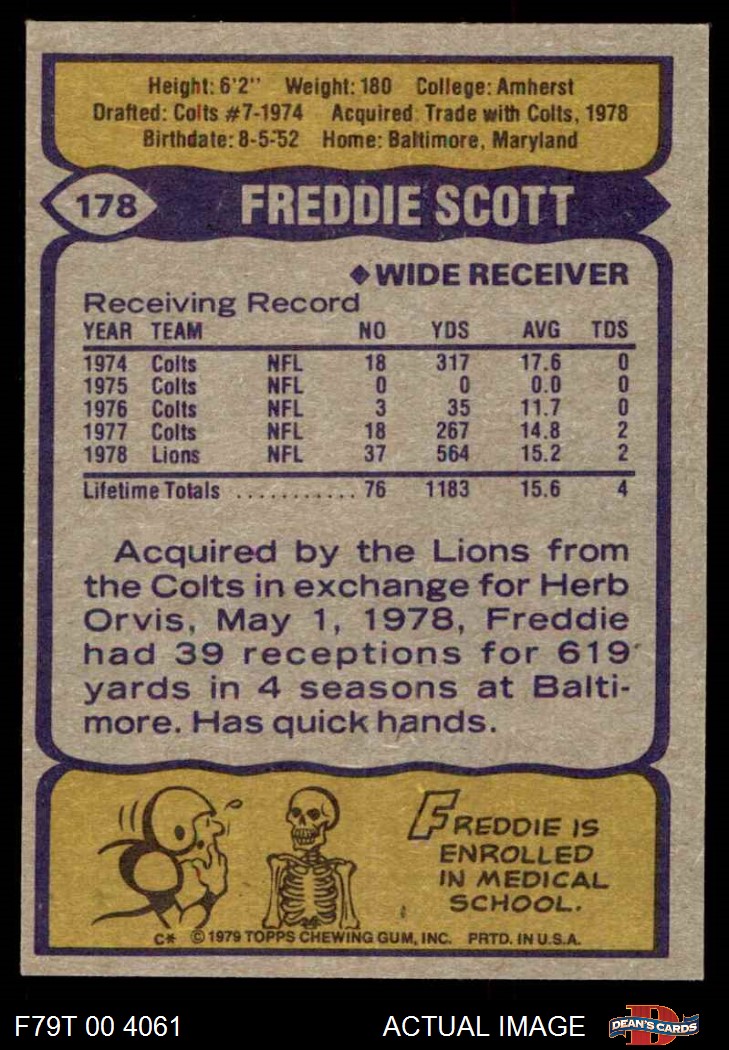 Height: 6'2" Weight: 180 College: Amherst
Drafted: Colts #7-1974 Acquired: Trade with Colts, 1978
Birthdate: 8-5-52 Home: Baltimore, Maryland
178 FREDDIE SCOTT
◆ WIDE RECEIVER
Receiving Record
YEAR TEAM NO YDS AVG TDS
1974 Colts NFL 18 317 17.6 0
1975 Colts NFL 0 0 0.0 0
1976 Colts NFL 3 35 11.7 0
1977 Colts NFL 18 267 14.8 2
1978 Lions NFL 37 564 15.2 2
Lifetime Totals ........... 76 1183 15.6 4
Acquired by the Lions from
the Colts in exchange for Herb
Orvis, May 1, 1978, Freddie
had 39 receptions for 619
yards in 4 seasons at Balti-
more. Has quick hands.
FREDDIE IS
ENROLLED
IN MEDICAL
SCHOOL.
C* © 1979 TOPPS CHEWING GUM, INC. PRTD. IN U.S.A.
F79T 00 4061 ACTUAL IMAGE D DEAN'S CARDS